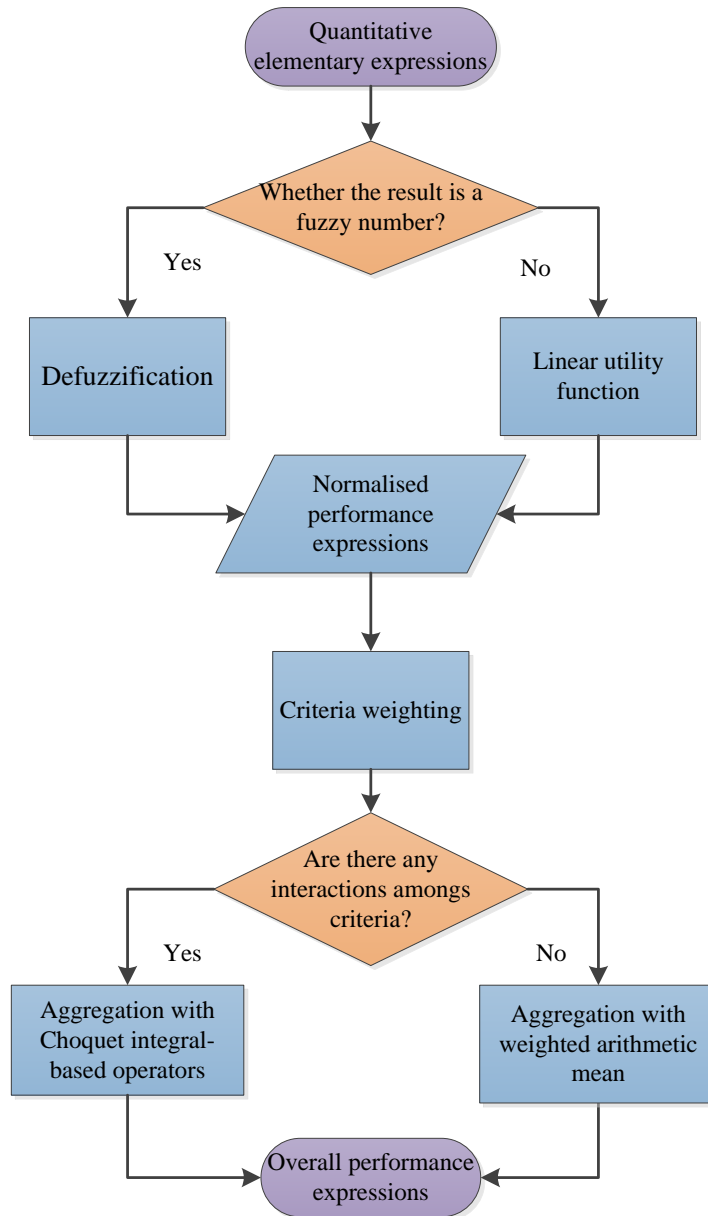 Quantitative
elementary expressions
Whether the result is a
fuzzy number?
Yes
No
Defuzzification
Linear utility
function
Normalised
performance
expressions
Criteria weighting
Are there any
interactions amongs
criteria?
Yes
No
Aggregation with
Choquet integral-
based operators
Aggregation with
weighted arithmetic
mean
Overall performance
expressions